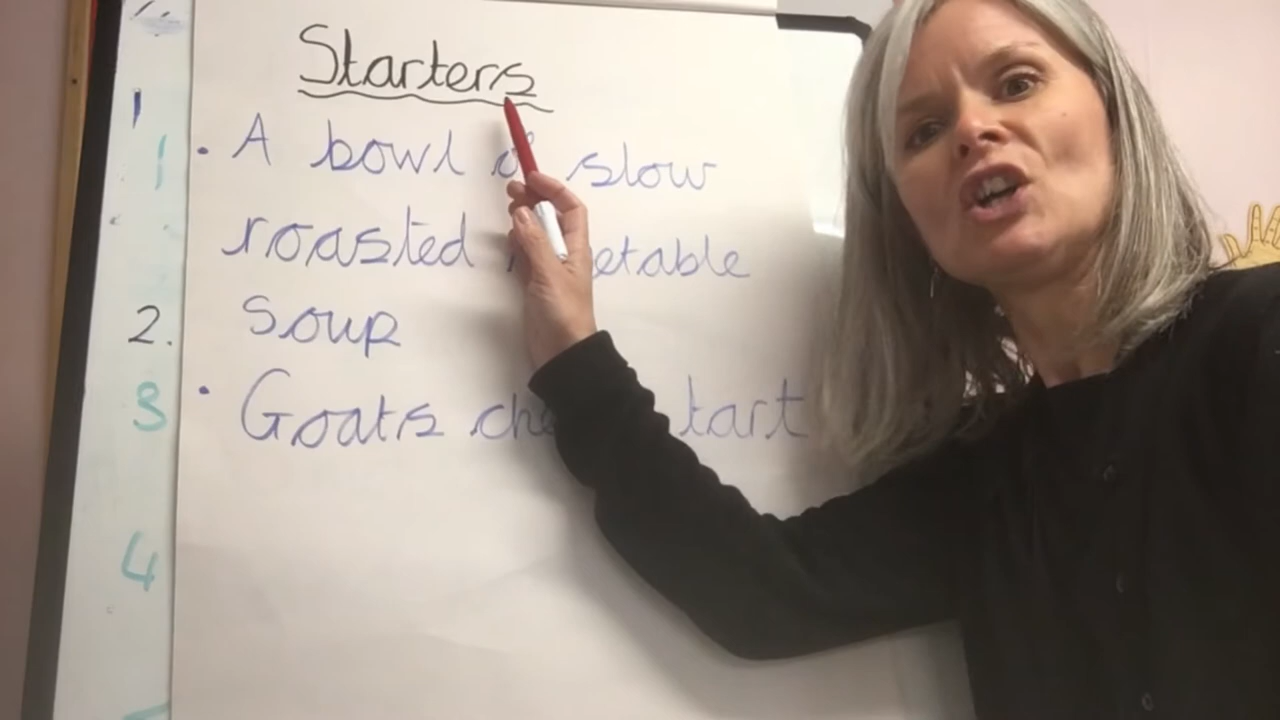 Starters
1
1 • A bowl slow
roasted
2. soup
3 • Goats tart
4